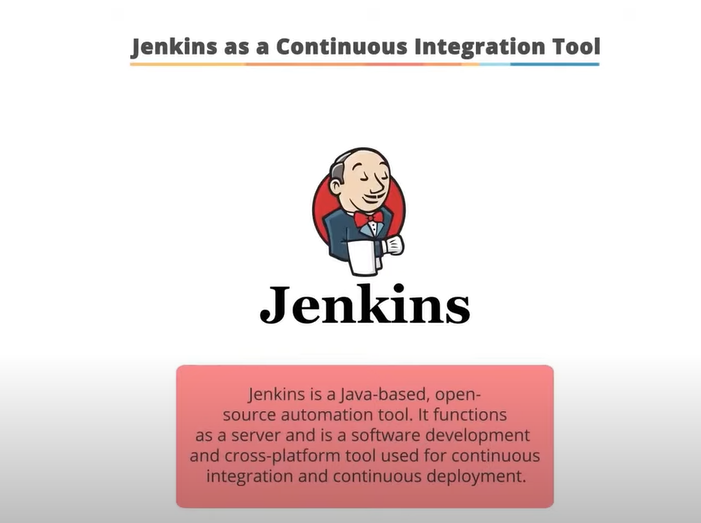 Jenkins as a Continuous Integration Tool
Jenkins
Jenkins is a Java-based, open-
source automation tool. It functions
as a server and is a software development
and cross-platform tool used for continuous
integration and continuous deployment.